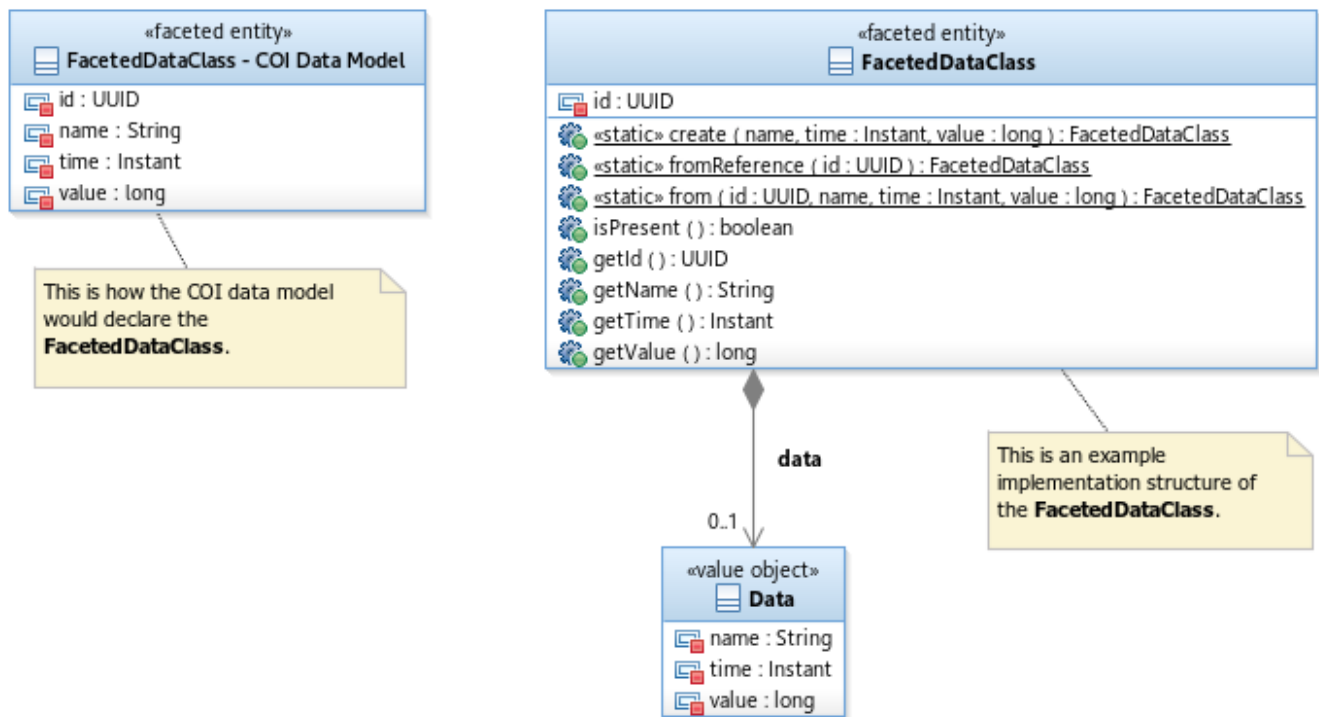 «faceted entity»
FacetedDataClass - COI Data Model
id : UUID
name : String
time : Instant
value : long
This is how the COI data model
would declare the
FacetedDataClass.
«faceted entity»
FacetedDataClass
id : UUID
«static» create ( name, time : Instant, value : long ) : FacetedDataClass
«static» fromReference ( id : UUID ) : FacetedDataClass
«static» from ( id : UUID, name, time : Instant, value : long ) : FacetedDataClass
isPresent ( ) : boolean
getId ( ) : UUID
getName ( ) : String
getTime ( ) : Instant
getValue ( ) : long
data
0..1
This is an example
implementation structure of
the FacetedDataClass.
«value object»
Data
name : String
time : Instant
value : long